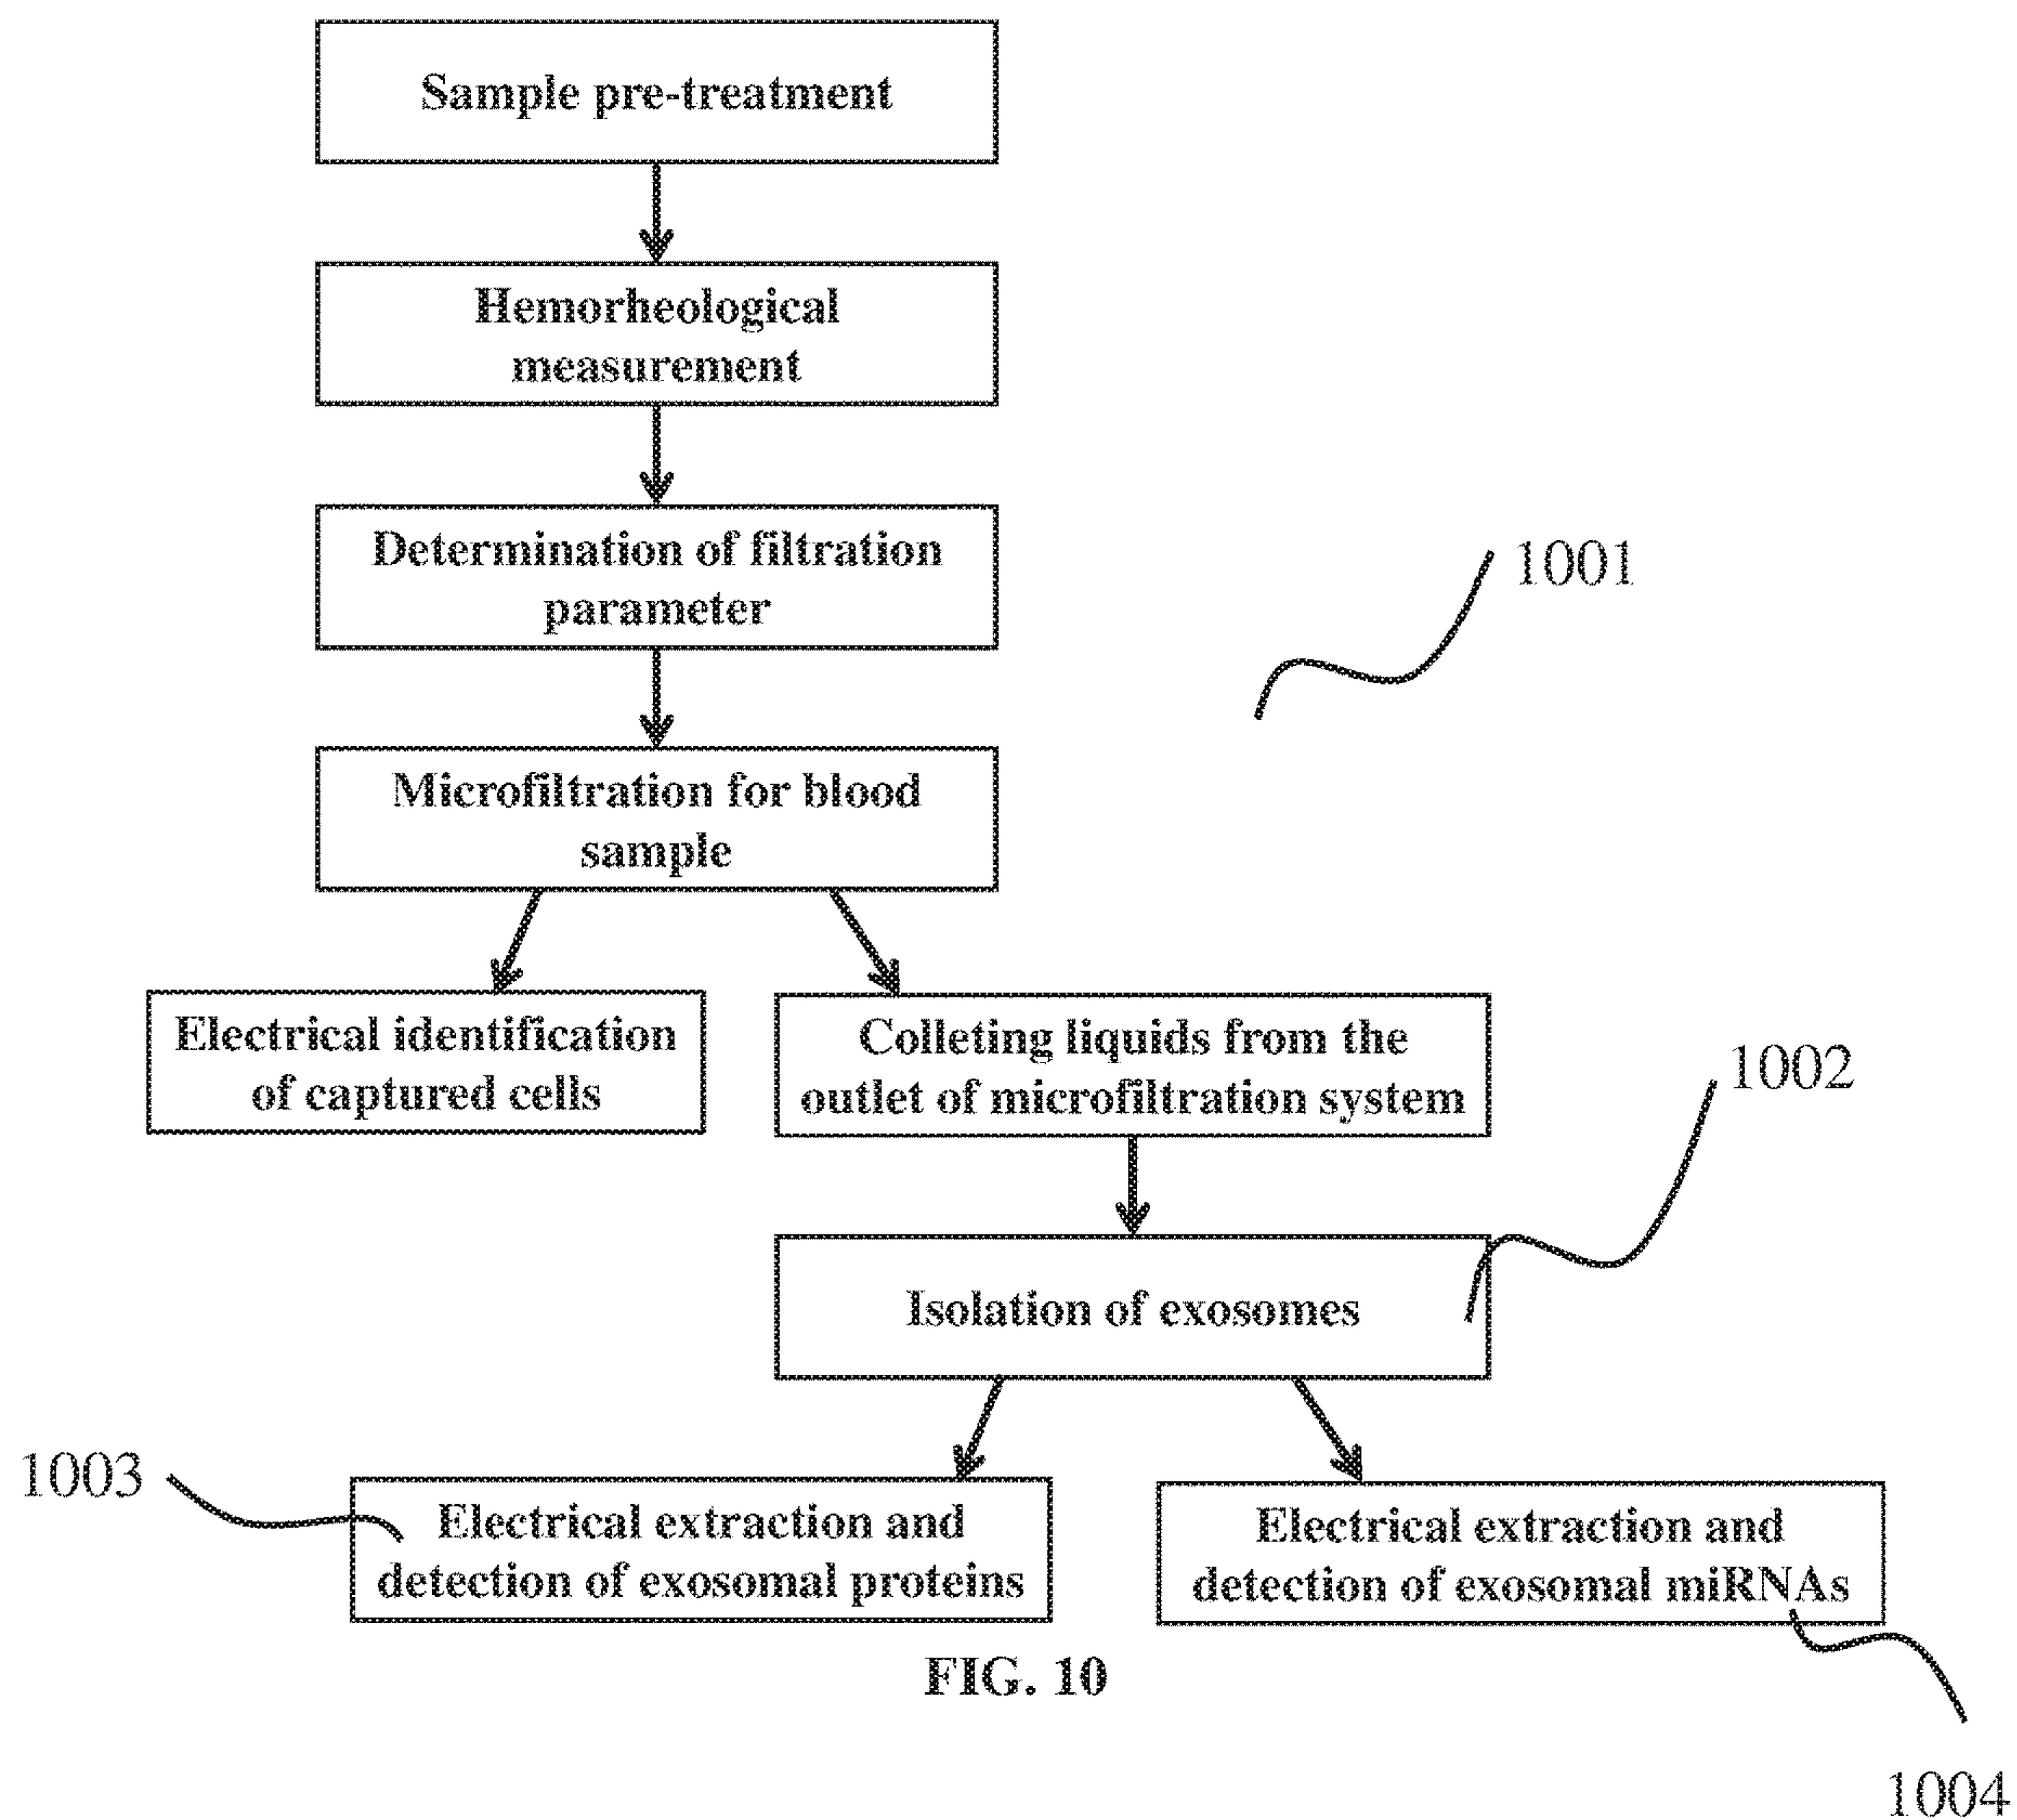 Sample pre-treatment
Hemorheological
measurement
Determination of filtration
parameter
1001
Microfiltration for blood
sample
Electrical identification
of captured cells
Colleting liquids from the
outlet of microfiltration system
1002
Isolation of exosomes
1003
Electrical extraction and
detection of exosomal proteins
Electrical extraction and
detection of exosomal miRNAs
FIG. 10
1004